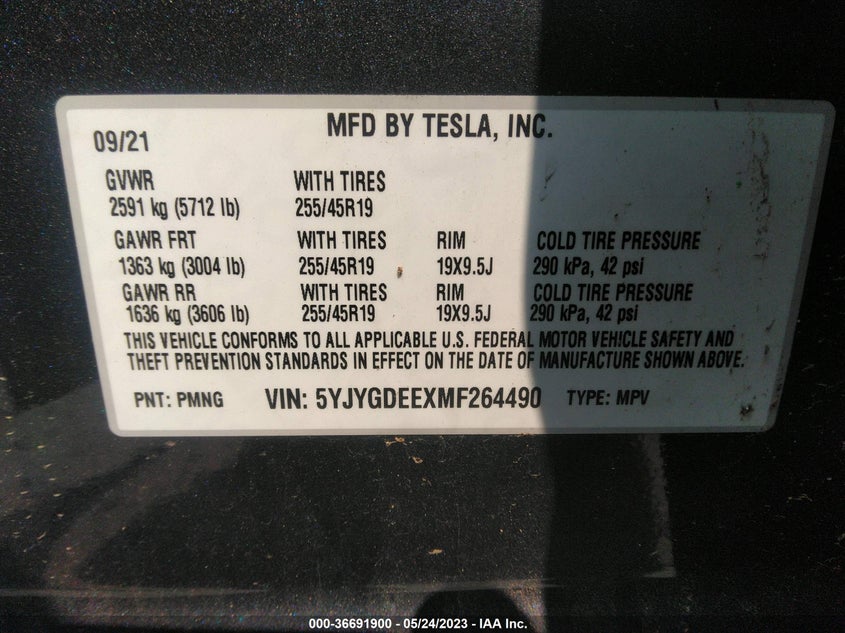 MFD BY TESLA, INC.
09/21
GVWR WITH TIRES
2591 kg (5712 lb) 255/45R19
GAWR FRT WITH TIRES RIM COLD TIRE PRESSURE
1363 kg (3004 lb) 255/45R19 19X9.5J 290 kPa, 42 psi
GAWR RR WITH TIRES RIM COLD TIRE PRESSURE
1636 kg (3606 lb) 255/45R19 19X9.5J 290 kPa, 42 psi
THIS VEHICLE CONFORMS TO ALL APPLICABLE U.S. FEDERAL MOTOR VEHICLE SAFETY AND
THEFT PREVENTION STANDARDS IN EFFECT ON THE DATE OF MANUFACTURE SHOWN ABOVE.
PNT: PMNG VIN: 5YJYGDEEXMF264490 TYPE: MPV
000-36691900 - 05/24/2023 - IAA Inc.